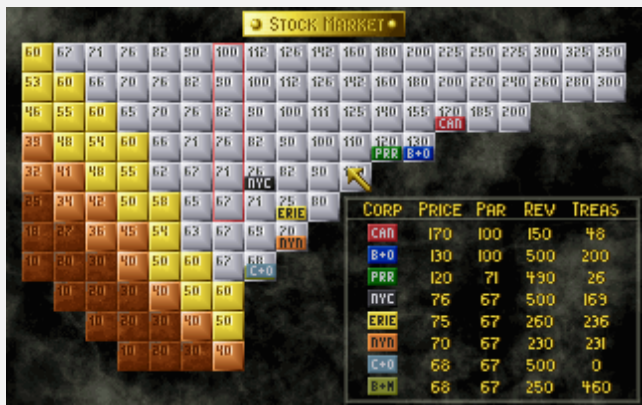 STOCK MARKET
60 67 71 76 82 90 100 112 126 142 160 180 200 225 250 275 300 325 350
53 60 66 70 76 82 90 100 112 126 142 160 180 200 220 240 260 280 300
46 55 60 65 70 76 82 90 100 111 125 140 155 170 185 200
CAN
39 48 54 60 66 71 76 82 90 100 110 120 130
PRR B+O
32 41 48 55 62 67 71 76 82 90
NYC
25 34 42 50 58 65 67 71 75 80
ERIE
18 27 36 45 54 63 67 69 70
NYN
10 20 30 40 50 60 67 68
C+O
10 20 30 40 50 60
10 20 30 40 50
10 20 30 40
CORP PRICE PAR REV TREAS
CAN 170 100 150 48
B+O 130 100 500 200
PRR 120 71 490 26
NYC 76 67 500 169
ERIE 75 67 260 236
NYN 70 67 230 231
C+O 68 67 500 0
B+M 68 67 250 460